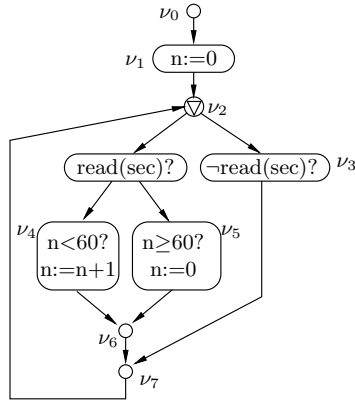 ν₀
ν₁ n:=0
ν₂
read(sec)? ¬read(sec)? ν₃
ν₄ n<60? n≥60? ν₅
n:=n+1 n:=0
ν₆
ν₇